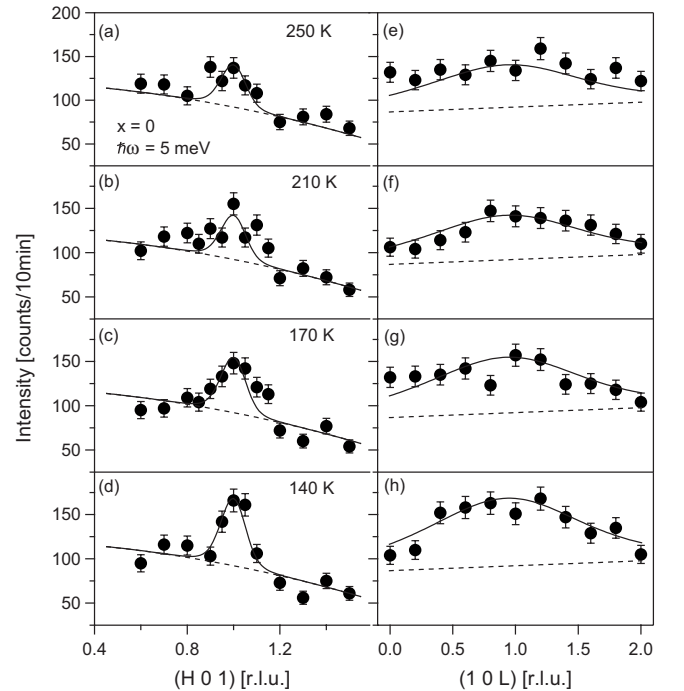 200
(a)
250 K
(e)
150
100
x = 0
50
ħω = 5 meV
(b)
210 K
(f)
150
100
50
(c)
170 K
(g)
150
100
50
(d)
140 K
(h)
150
100
50
0.4
0.8
1.2
0.0
0.5
1.0
1.5
2.0
(H 0 1) [r.l.u.]
(1 0 L) [r.l.u.]
Intensity [counts/10min]